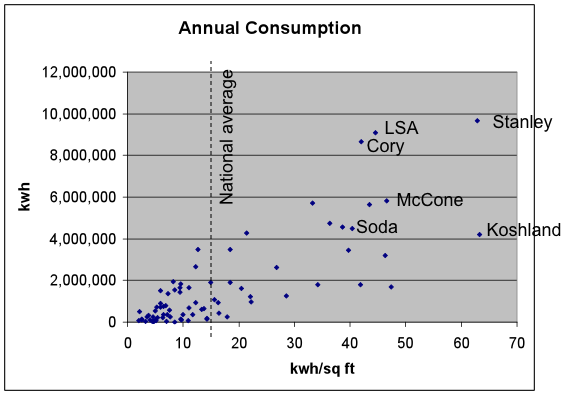 Annual Consumption
12,000,000
10,000,000
8,000,000
6,000,000
4,000,000
2,000,000
0
kwh
National average
Stanley
LSA
Cory
McCone
Soda
Koshland
0 10 20 30 40 50 60 70
kwh/sq ft